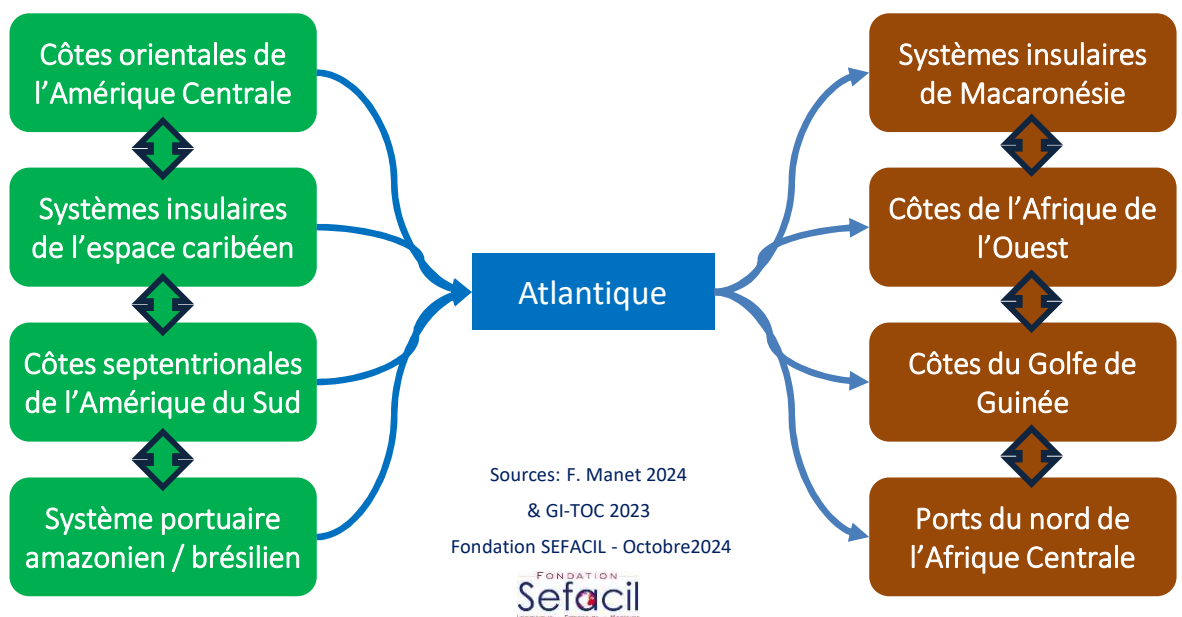 Côtes orientales de
l’Amérique Centrale
Systèmes insulaires
de l’espace caribéen
Côtes septentrionales
de l’Amérique du Sud
Système portuaire
amazonien / brésilien
Atlantique
Systèmes insulaires
de Macaronésie
Côtes de l’Afrique de
l’Ouest
Côtes du Golfe de
Guinée
Ports du nord de
l’Afrique Centrale
Sources: F. Manet 2024
& GI-TOC 2023
Fondation SEFACIL - Octobre2024
FONDATION
Sefacil